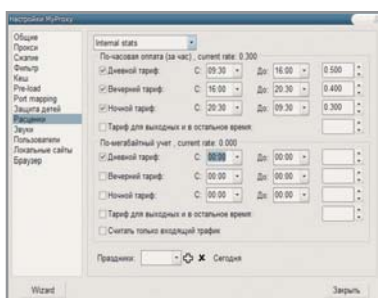 Настройки MyProxy
Общие
Прокси
Сжатие
Фильтр
Кеш
Pre-load
Port mapping
Защита детей
Расценки
Звуки
Пользователи
Локальные сайты
Браузер
Internal stats
По-часовая оплата (за час) , current rate: 0.300
Дневной тариф: С: 09:30 До: 16:00 0.500
Вечерний тариф: С: 16:00 До: 20:30 0.400
Ночной тариф: С: 20:30 До: 09:30 0.300
Тариф для выходных и в остальное время:
По-мегабайтный учет , current rate: 0.000
Дневной тариф: С: 00:00 До: 00:00
Вечерний тариф: С: 00:00 До: 00:00
Ночной тариф: С: 00:00 До: 00:00
Тариф для выходных и в остальное время:
Считать только входящий трафик
Праздники: Сегодня
Wizard Закрыть